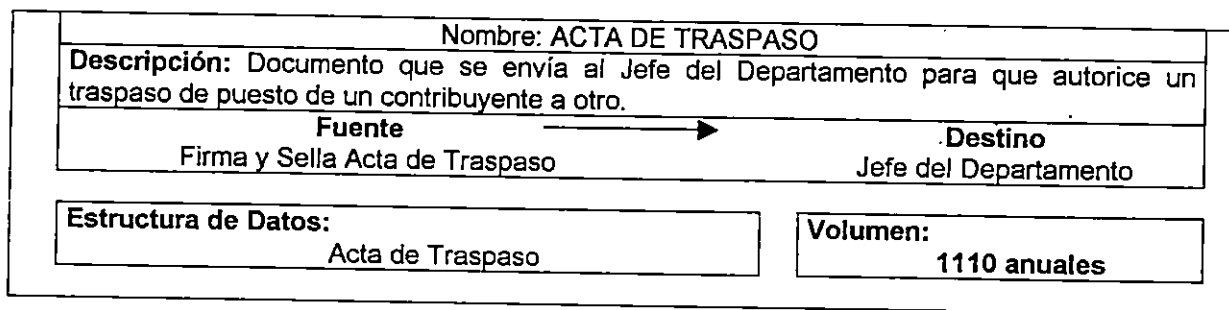 Nombre: ACTA DE TRASPASO
Descripción: Documento que se envía al Jefe del Departamento para que autorice un
traspaso de puesto de un contribuyente a otro.
Fuente Destino
Firma y Sella Acta de Traspaso Jefe del Departamento
Estructura de Datos: Volumen:
Acta de Traspaso 1110 anuales